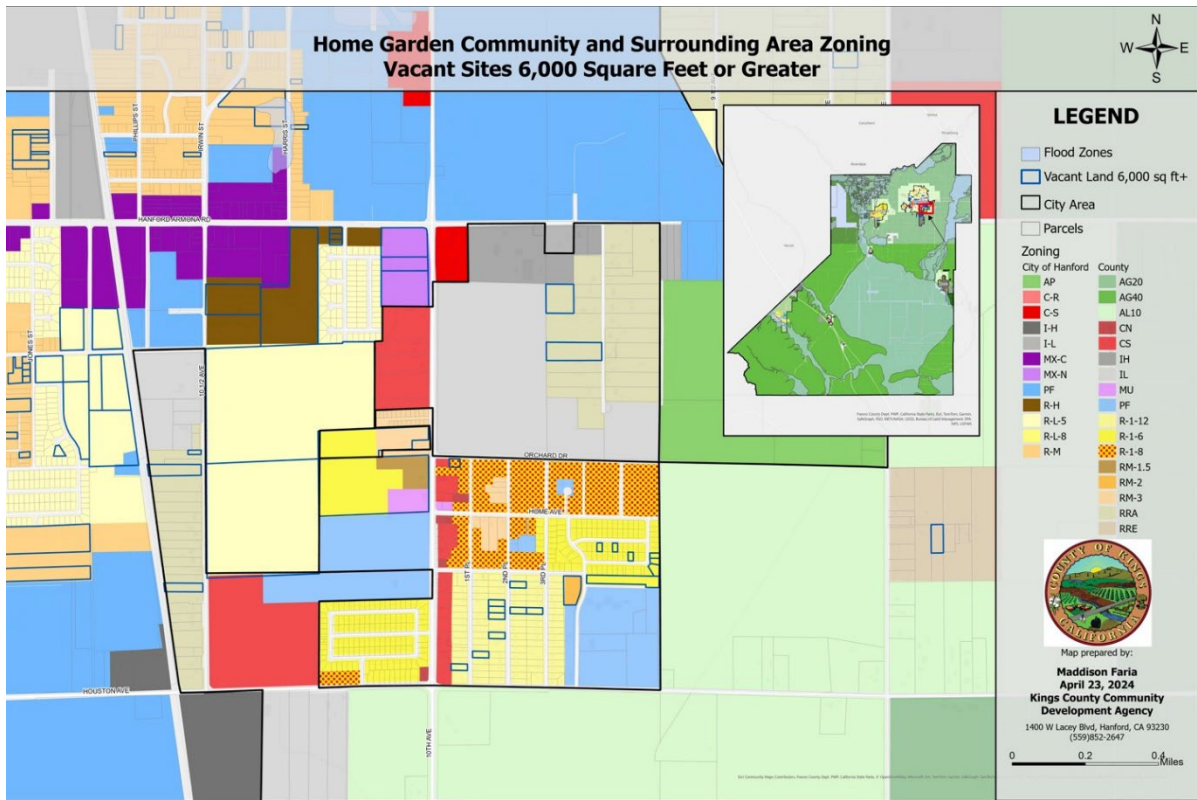 Home Garden Community and Surrounding Area Zoning
Vacant Sites 6,000 Square Feet or Greater
N
W E
S
LEGEND
Flood Zones
Vacant Land 6,000 sq ft+
City Area
Parcels
Zoning
City of Hanford County
AP AG20
C-R AG40
C-S AL10
I-H CN
I-L CS
MX-C IH
MX-N IL
PF MU
R-H PF
R-L-5 R-1-12
R-L-8 R-1-6
R-M R-1-8
RM-1.5
RM-2
RM-3
RRA
RRE
COUNTY OF KINGS
CALIFORNIA
Map prepared by:
Maddison Faria
April 23, 2024
Kings County Community
Development Agency
1400 W Lacey Blvd, Hanford, CA 93230
(559)852-2647
0 0.2 0.4
Miles
PHILLIPS ST
IRWIN ST
HARRIS ST
HANFORD ARMONA RD
JONES ST
10 1/2 AVE
ORCHARD DR
HOME AVE
1ST PL
2ND PL
3RD PL
HOUSTON AVE
10TH AVE